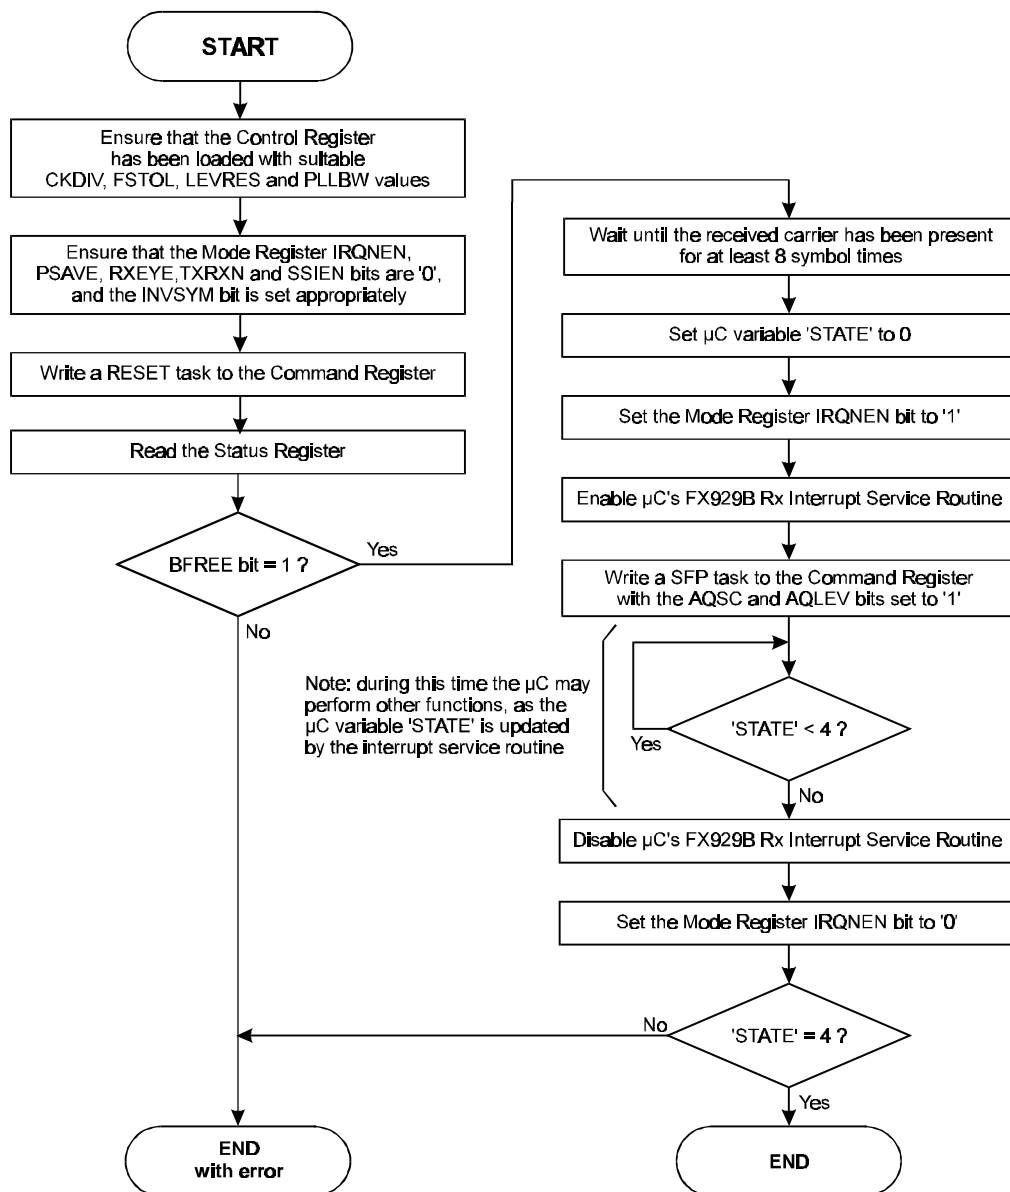 START
Ensure that the Control Register
has been loaded with suitable
CKDIV, FSTOL, LEVRES and PLLBW values
Ensure that the Mode Register IRQNEN,
PSAVE, RXEYE,TXRXN and SSIEN bits are '0',
and the INVSYM bit is set appropriately
Write a RESET task to the Command Register
Read the Status Register
BFREE bit = 1 ?
Yes
No
Wait until the received carrier has been present
for at least 8 symbol times
Set µC variable 'STATE' to 0
Set the Mode Register IRQNEN bit to '1'
Enable µC's FX929B Rx Interrupt Service Routine
Write a SFP task to the Command Register
with the AQSC and AQLEV bits set to '1'
Note: during this time the µC may
perform other functions, as the
µC variable 'STATE' is updated
by the interrupt service routine
'STATE' < 4 ?
Yes
No
Disable µC's FX929B Rx Interrupt Service Routine
Set the Mode Register IRQNEN bit to '0'
'STATE' = 4 ?
No
Yes
END
with error
END